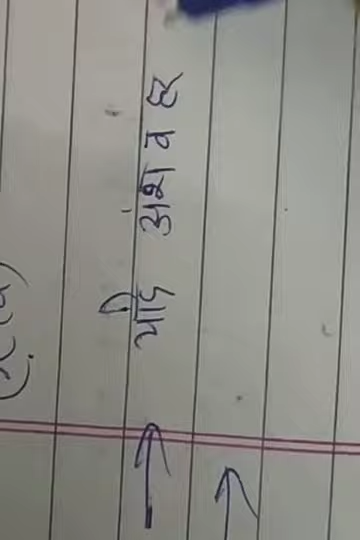 → यदि अंश व हर
→